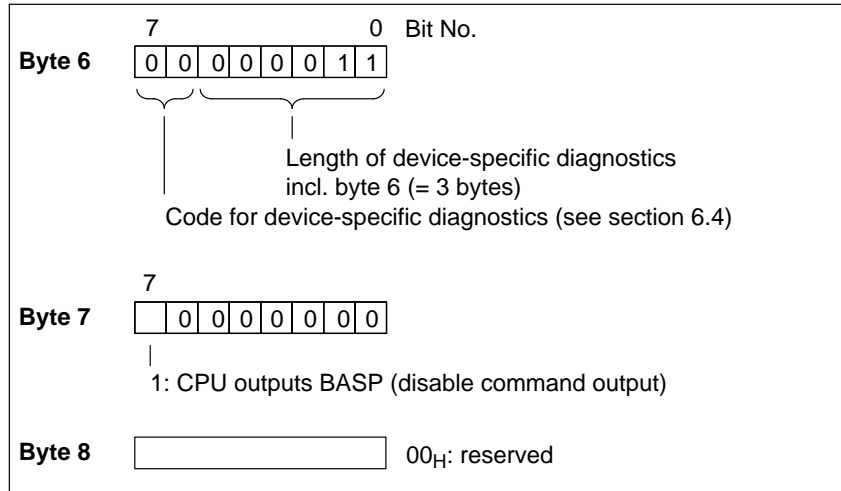 7 0 Bit No.
Byte 6 0 0 0 0 0 0 1 1
Length of device-specific diagnostics
incl. byte 6 (= 3 bytes)
Code for device-specific diagnostics (see section 6.4)
7
Byte 7 0 0 0 0 0 0 0
1: CPU outputs BASP (disable command output)
Byte 8 00H: reserved